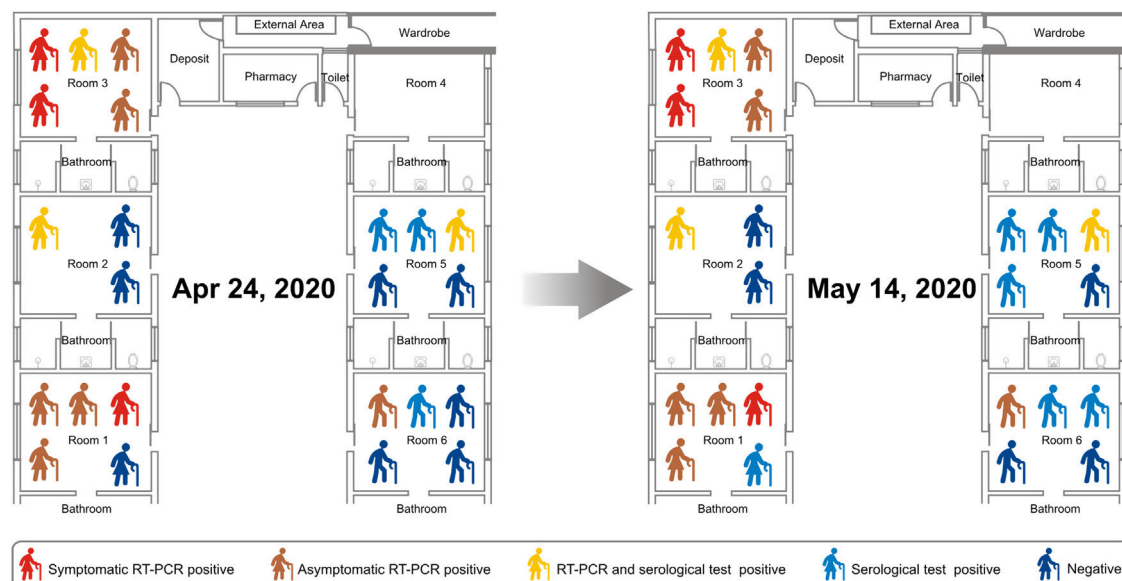 External Area
Wardrobe
Deposit
Pharmacy
Toilet
Room 3
Room 4
Bathroom
Bathroom
Room 2
Room 5
Apr 24, 2020
Bathroom
Bathroom
Room 1
Room 6
Bathroom
Bathroom
External Area
Wardrobe
Deposit
Pharmacy
Toilet
Room 3
Room 4
Bathroom
Bathroom
Room 2
Room 5
May 14, 2020
Bathroom
Bathroom
Room 1
Room 6
Bathroom
Bathroom
Symptomatic RT-PCR positive
Asymptomatic RT-PCR positive
RT-PCR and serological test positive
Serological test positive
Negative